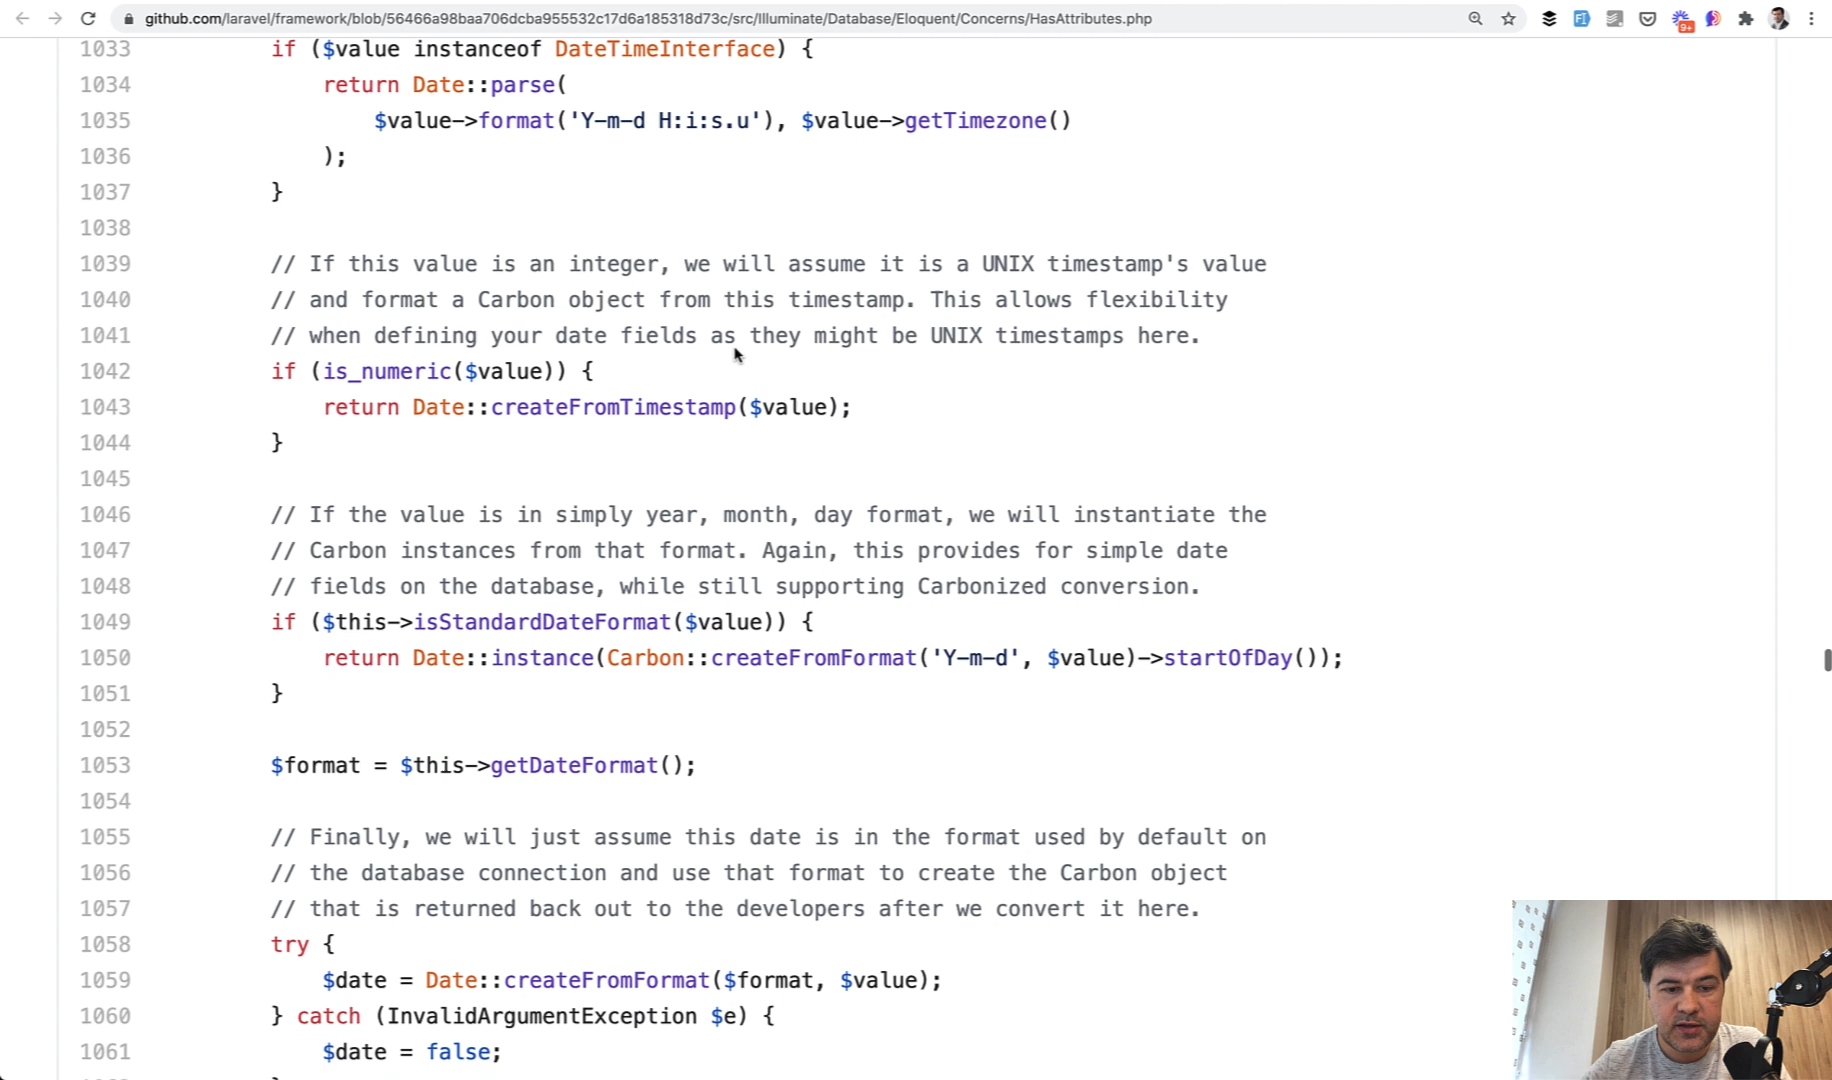 github.com/laravel/framework/blob/56466a98baa706dcba955532c17d6a185318d73c/src/Illuminate/Database/Eloquent/Concerns/HasAttributes.php
FI
9+
1033 if ($value instanceof DateTimeInterface) {
1034 return Date::parse(
1035 $value->format('Y-m-d H:i:s.u'), $value->getTimezone()
1036 );
1037 }
1038
1039 // If this value is an integer, we will assume it is a UNIX timestamp's value
1040 // and format a Carbon object from this timestamp. This allows flexibility
1041 // when defining your date fields as they might be UNIX timestamps here.
1042 if (is_numeric($value)) {
1043 return Date::createFromTimestamp($value);
1044 }
1045
1046 // If the value is in simply year, month, day format, we will instantiate the
1047 // Carbon instances from that format. Again, this provides for simple date
1048 // fields on the database, while still supporting Carbonized conversion.
1049 if ($this->isStandardDateFormat($value)) {
1050 return Date::instance(Carbon::createFromFormat('Y-m-d', $value)->startOfDay());
1051 }
1052
1053 $format = $this->getDateFormat();
1054
1055 // Finally, we will just assume this date is in the format used by default on
1056 // the database connection and use that format to create the Carbon object
1057 // that is returned back out to the developers after we convert it here.
1058 try {
1059 $date = Date::createFromFormat($format, $value);
1060 } catch (InvalidArgumentException $e) {
1061 $date = false;